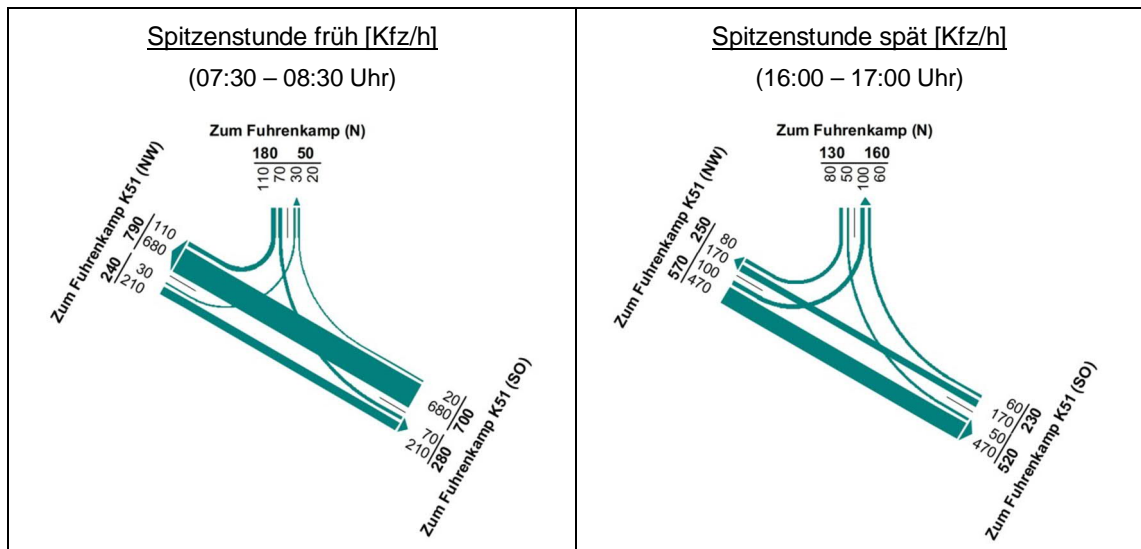 Spitzenstunde früh [Kfz/h]
(07:30 – 08:30 Uhr)
Zum Fuhrenkamp (N)
180 50
110 70 30 20
Zum Fuhrenkamp K51 (NW)
790
110
680
240
30
210
20
680
700
70
210
280
Zum Fuhrenkamp K51 (SO)
Spitzenstunde spät [Kfz/h]
(16:00 – 17:00 Uhr)
Zum Fuhrenkamp (N)
130 160
80 50 100 60
Zum Fuhrenkamp K51 (NW)
250
80
170
570
100
470
60
170
230
50
470
520
Zum Fuhrenkamp K51 (SO)